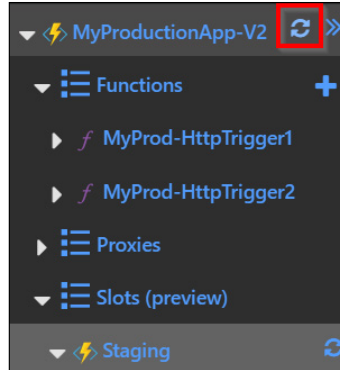 MyProductionApp-V2
Functions
MyProd-HttpTrigger1
MyProd-HttpTrigger2
Proxies
Slots (preview)
Staging